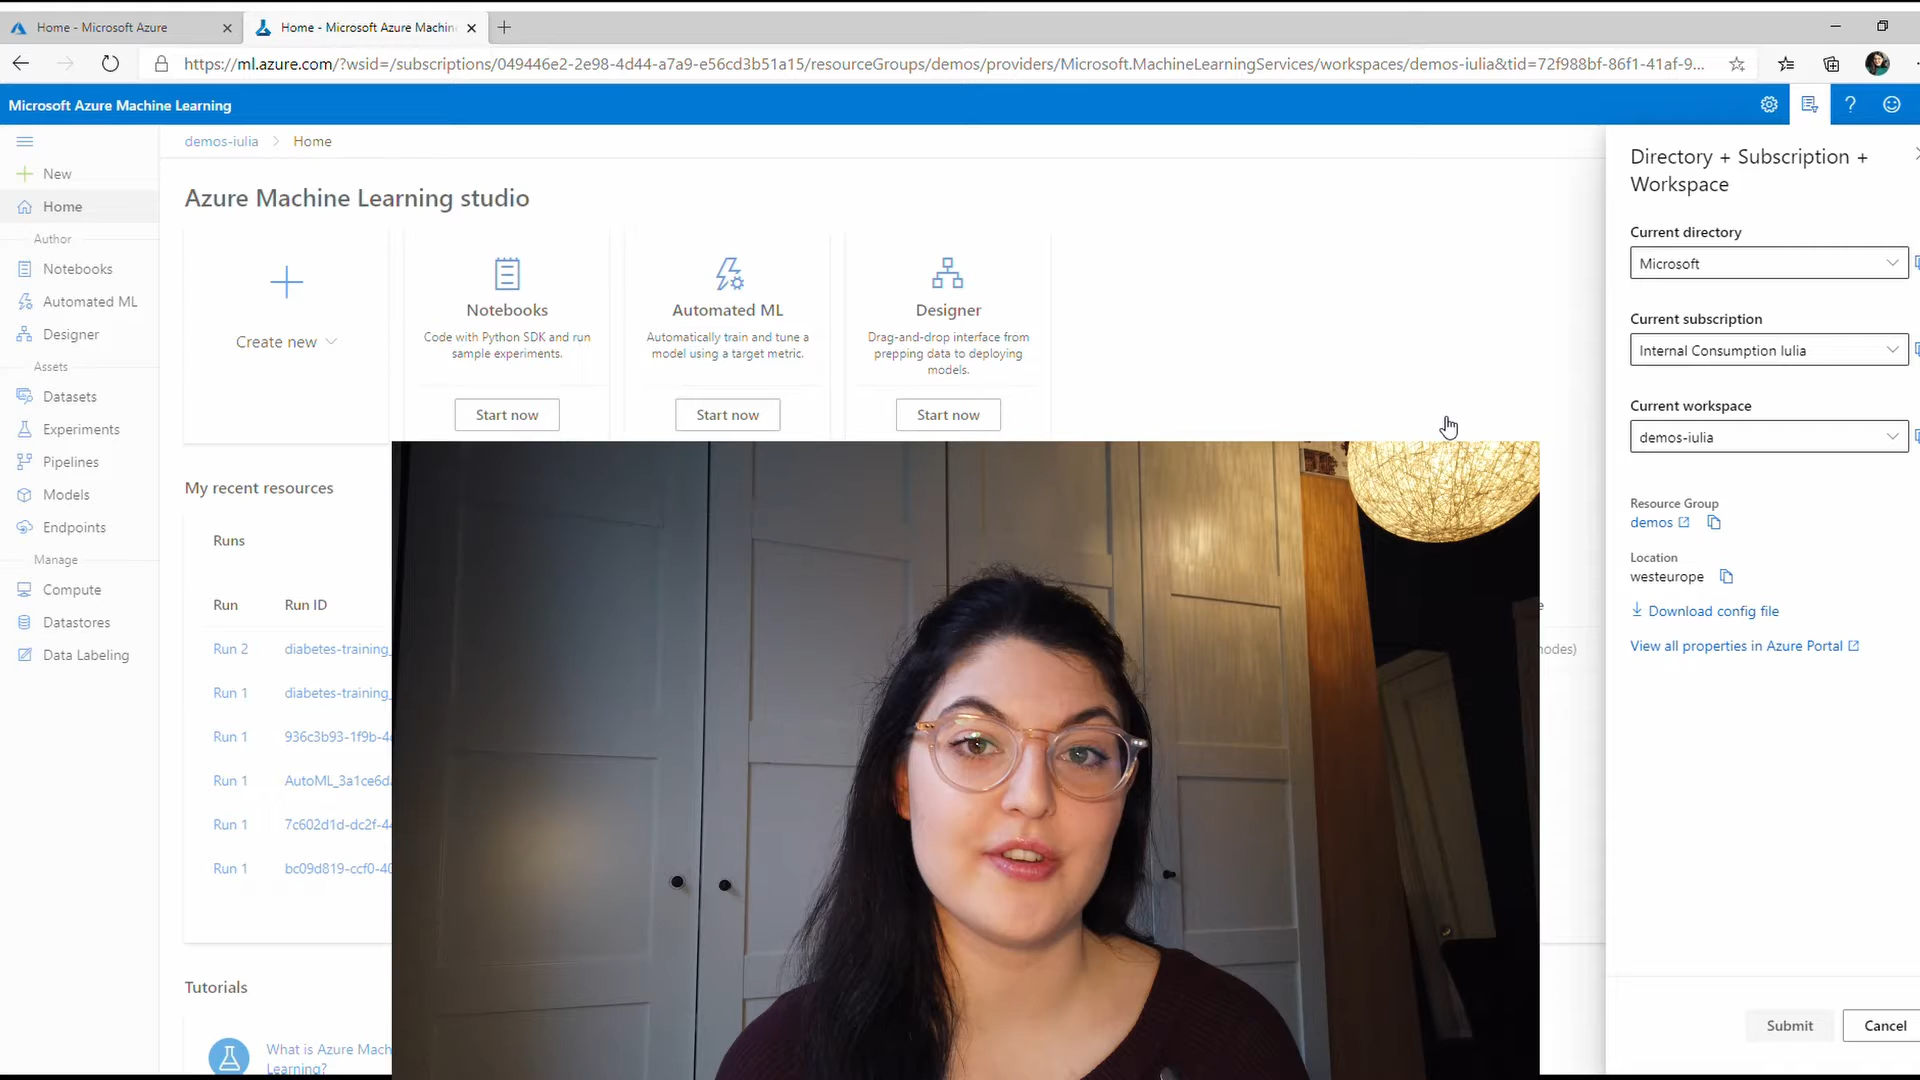 Home - Microsoft Azure
Home - Microsoft Azure Machin
https://ml.azure.com/?wsid=/subscriptions/049446e2-2e98-4d44-a7a9-e56cd3b51a15/resourceGroups/demos/providers/Microsoft.MachineLearningServices/workspaces/demos-iulia&tid=72f988bf-86f1-41af-9...
Microsoft Azure Machine Learning
New
Home
Author
Notebooks
Automated ML
Designer
Assets
Datasets
Experiments
Pipelines
Models
Endpoints
Manage
Compute
Datastores
Data Labeling
demos-iulia > Home
Azure Machine Learning studio
Create new
Notebooks
Code with Python SDK and run
sample experiments.
Start now
Automated ML
Automatically train and tune a
model using a target metric.
Start now
Designer
Drag-and-drop interface from
prepping data to deploying
models.
Start now
My recent resources
Runs
Run Run ID
Run 2 diabetes-training_
Run 1 diabetes-training_
Run 1 936c3b93-1f9b-4
Run 1 AutoML_3a1ce6d
Run 1 7c602d1d-dc2f-4
Run 1 bc09d819-ccf0-40
Tutorials
What is Azure Mach
Learning?
Directory + Subscription +
Workspace
Current directory
Microsoft
Current subscription
Internal Consumption Iulia
Current workspace
demos-iulia
Resource Group
demos
Location
westeurope
Download config file
View all properties in Azure Portal
Submit
Cancel